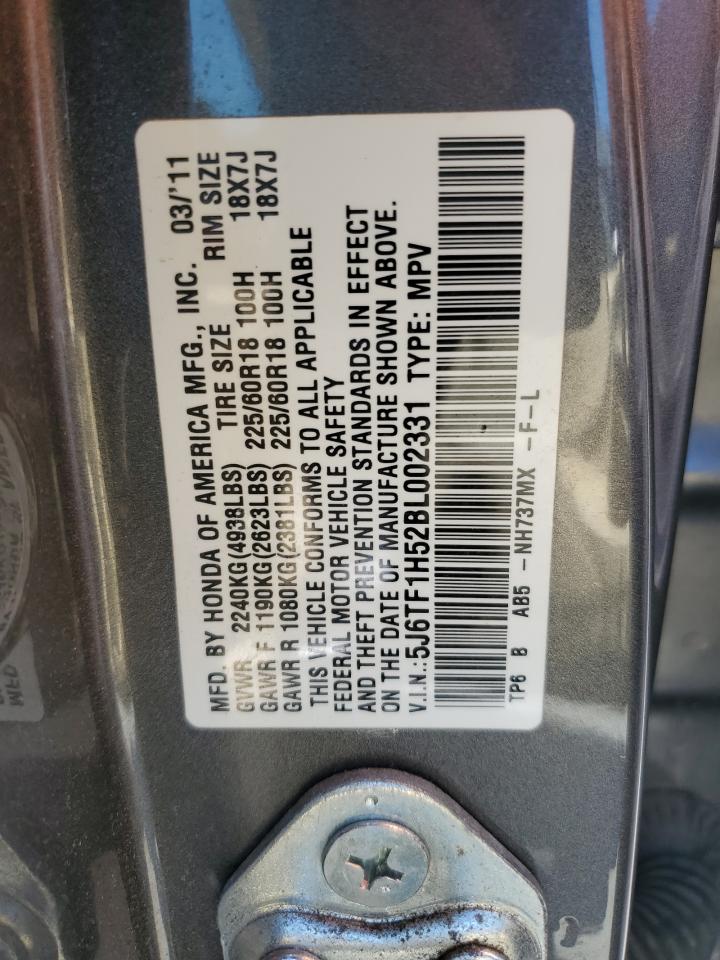 MFD. BY HONDA OF AMERICA MFG., INC. 03/'11
GVWR 2240KG(4938LBS) TIRE SIZE RIM SIZE
GAWR F 1190KG(2623LBS) 225/60R18 100H 18X7J
GAWR R 1080KG(2381LBS) 225/60R18 100H 18X7J
THIS VEHICLE CONFORMS TO ALL APPLICABLE
FEDERAL MOTOR VEHICLE SAFETY
AND THEFT PREVENTION STANDARDS IN EFFECT
ON THE DATE OF MANUFACTURE SHOWN ABOVE.
V.I.N.:5J6TF1H52BL002331 TYPE: MPV
TP6 B AB5 -NH737MX -F-L